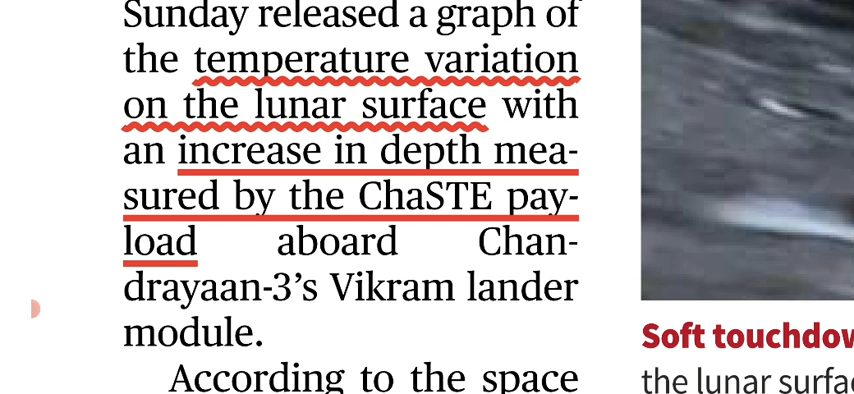 Sunday released a graph of
the temperature variation
on the lunar surface with
an increase in depth mea-
sured by the ChaSTE pay-
load aboard Chan-
drayaan-3’s Vikram lander
module.
According to the space
Soft touchdow
the lunar surfac